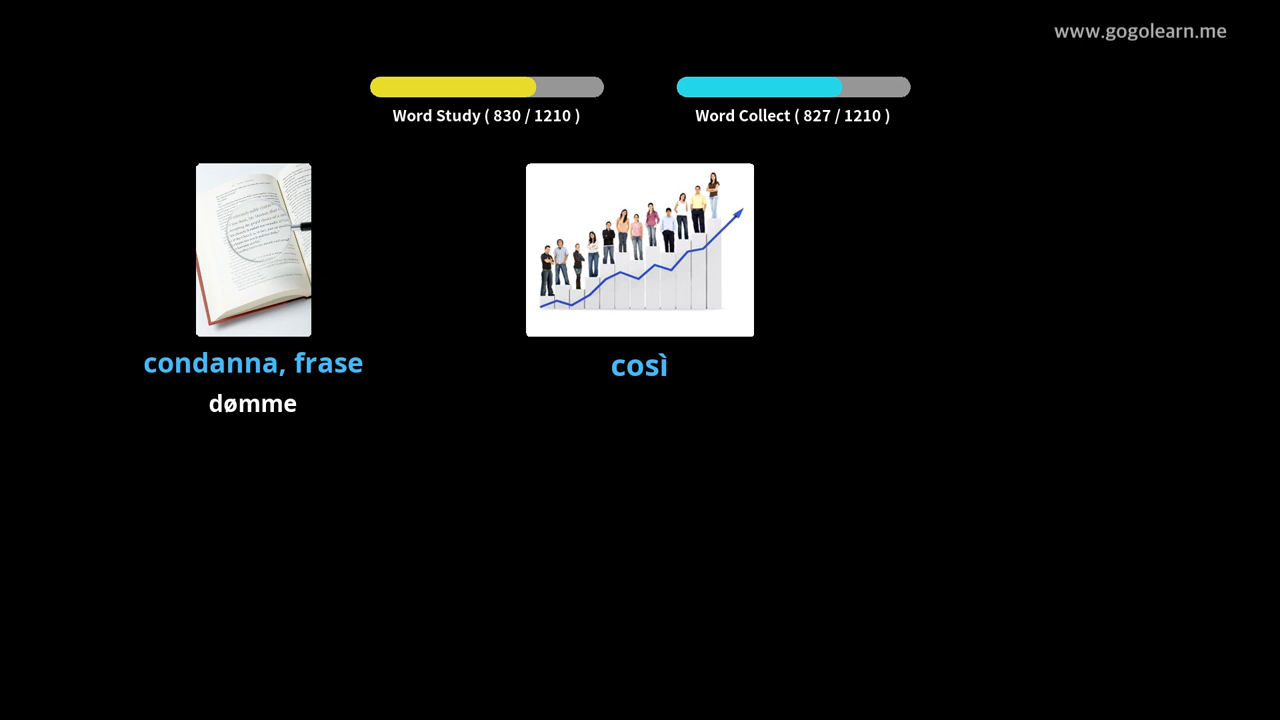 www.gogolearn.me
Word Study ( 830 / 1210 )
Word Collect ( 827 / 1210 )
condanna, frase
dømme
così